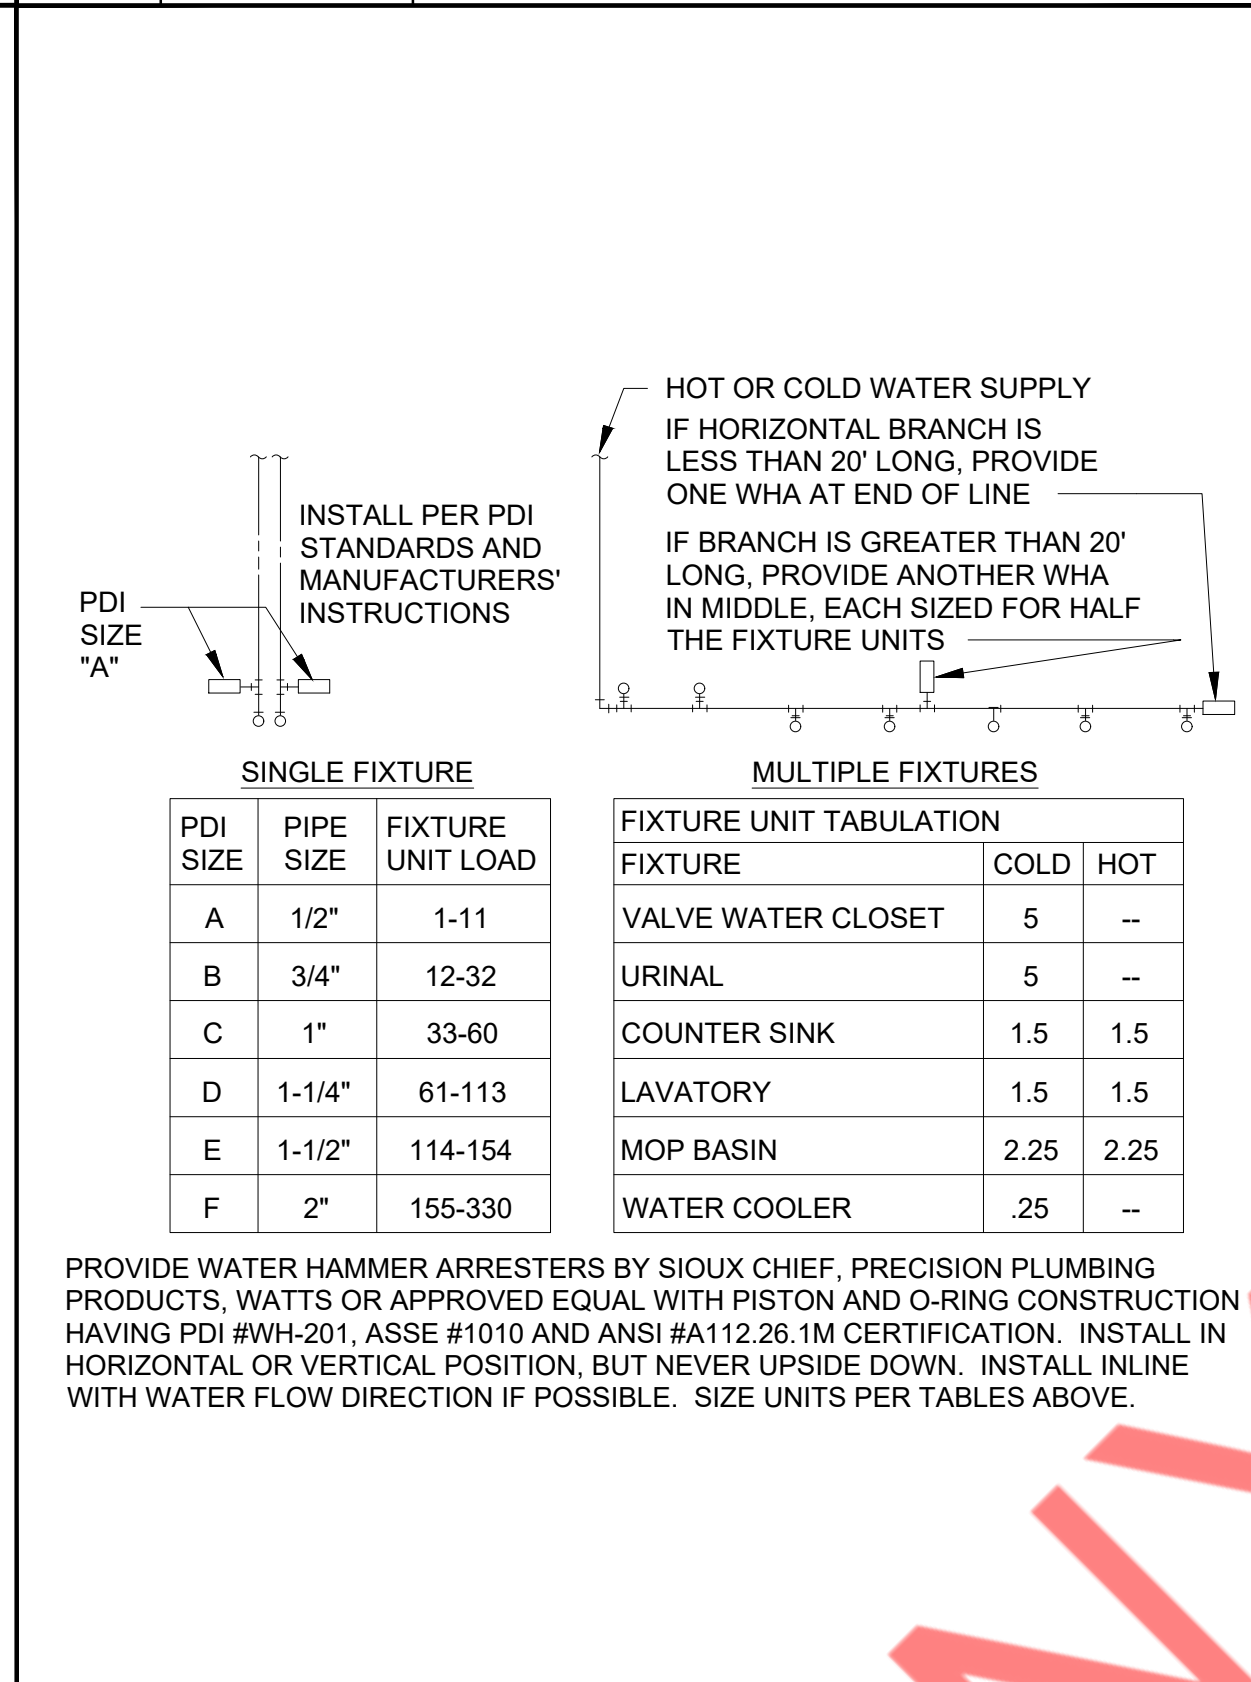 HOT OR COLD WATER SUPPLY
IF HORIZONTAL BRANCH IS
LESS THAN 20' LONG, PROVIDE
ONE WHA AT END OF LINE
IF BRANCH IS GREATER THAN 20'
LONG, PROVIDE ANOTHER WHA
IN MIDDLE, EACH SIZED FOR HALF
THE FIXTURE UNITS
INSTALL PER PDI
STANDARDS AND
MANUFACTURERS'
INSTRUCTIONS
PDI
SIZE
"A"
SINGLE FIXTURE
PDI SIZE PIPE SIZE FIXTURE UNIT LOAD
A 1/2" 1-11
B 3/4" 12-32
C 1" 33-60
D 1-1/4" 61-113
E 1-1/2" 114-154
F 2" 155-330
MULTIPLE FIXTURES
FIXTURE UNIT TABULATION
FIXTURE COLD HOT
VALVE WATER CLOSET 5 --
URINAL 5 --
COUNTER SINK 1.5 1.5
LAVATORY 1.5 1.5
MOP BASIN 2.25 2.25
WATER COOLER .25 --
PROVIDE WATER HAMMER ARRESTERS BY SIOUX CHIEF, PRECISION PLUMBING
PRODUCTS, WATTS OR APPROVED EQUAL WITH PISTON AND O-RING CONSTRUCTION
HAVING PDI #WH-201, ASSE #1010 AND ANSI #A112.26.1M CERTIFICATION. INSTALL IN
HORIZONTAL OR VERTICAL POSITION, BUT NEVER UPSIDE DOWN. INSTALL INLINE
WITH WATER FLOW DIRECTION IF POSSIBLE. SIZE UNITS PER TABLES ABOVE.